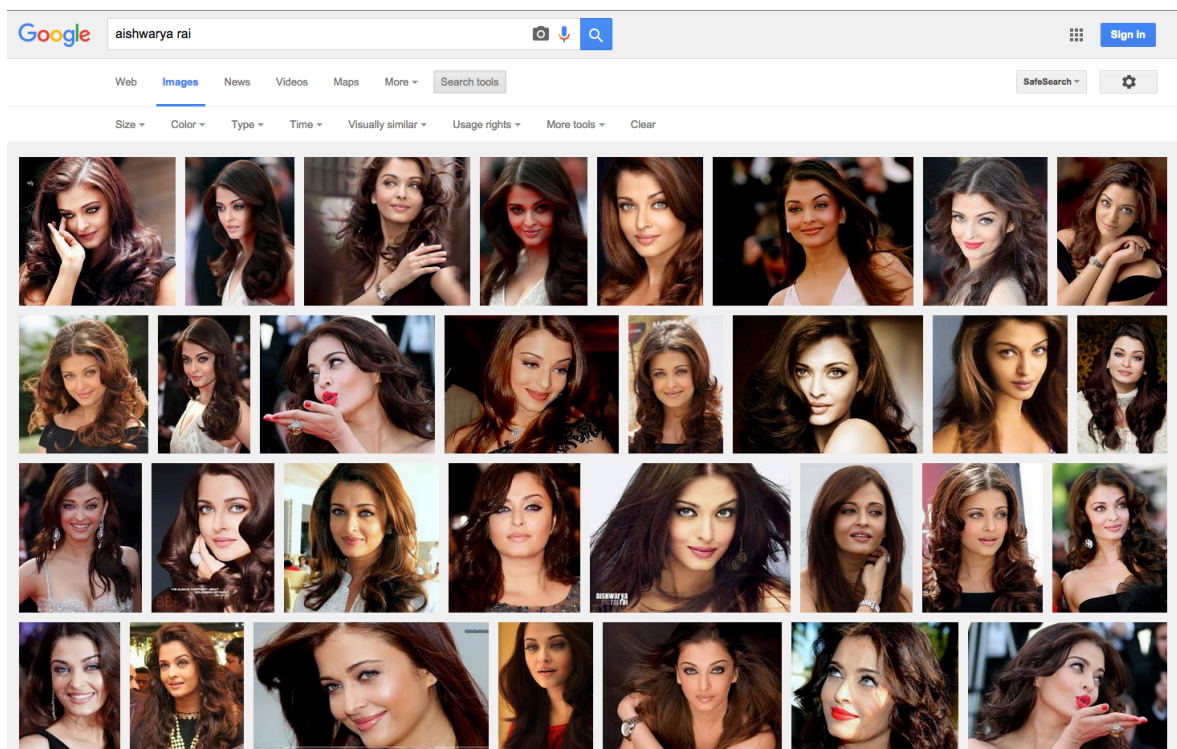 Google
aishwarya rai
Sign in
Web Images News Videos Maps More Search tools
SafeSearch
Size Color Type Time Visually similar Usage rights More tools Clear
AISHWARYA
rai